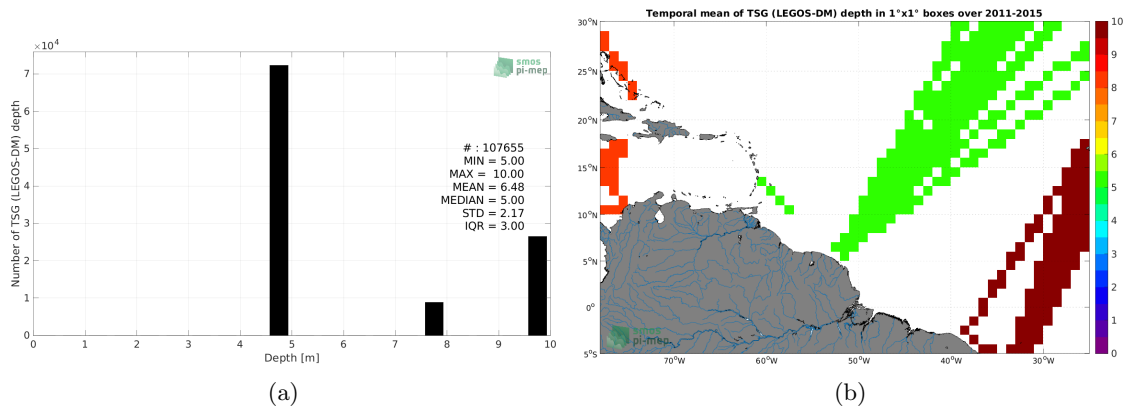 ×10⁴
7
6
5
4
3
2
1
0
Number of TSG (LEGOS-DM) depth
smos
pi-mep
# : 107655
MIN = 5.00
MAX = 10.00
MEAN = 6.48
MEDIAN = 5.00
STD = 2.17
IQR = 3.00
0 1 2 3 4 5 6 7 8 9 10
Depth [m]
(a)
Temporal mean of TSG (LEGOS-DM) depth in 1°x1° boxes over 2011-2015
30°N
25°N
20°N
15°N
10°N
5°N
0°
5°S
70°W 60°W 50°W 40°W 30°W
smos
pi-mep
10
9
8
7
6
5
4
3
2
1
0
(b)